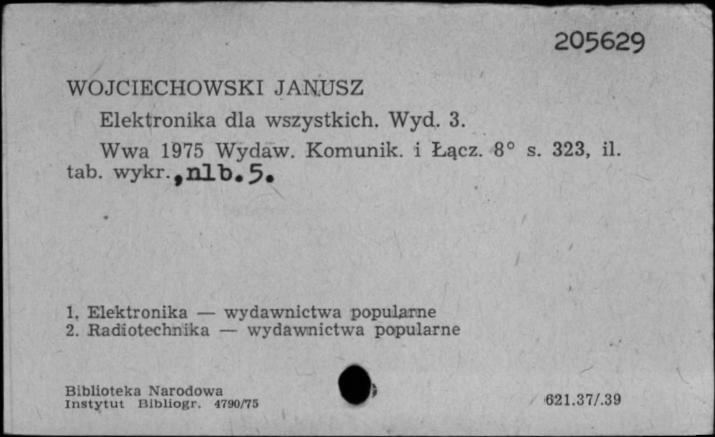 205629
WOJCIECHOWSKI JANUSZ
Elektronika dla wszystkich. Wyd. 3.
Wwa 1975 Wydaw. Komunik. i Łącz. 8° s. 323, il.
tab. wykr.,nlb.5.
1. Elektronika — wydawnictwa popularne
2. Radiotechnika — wydawnictwa popularne
Biblioteka Narodowa
Instytut Bibliogr. 4790/75
621.37/.39